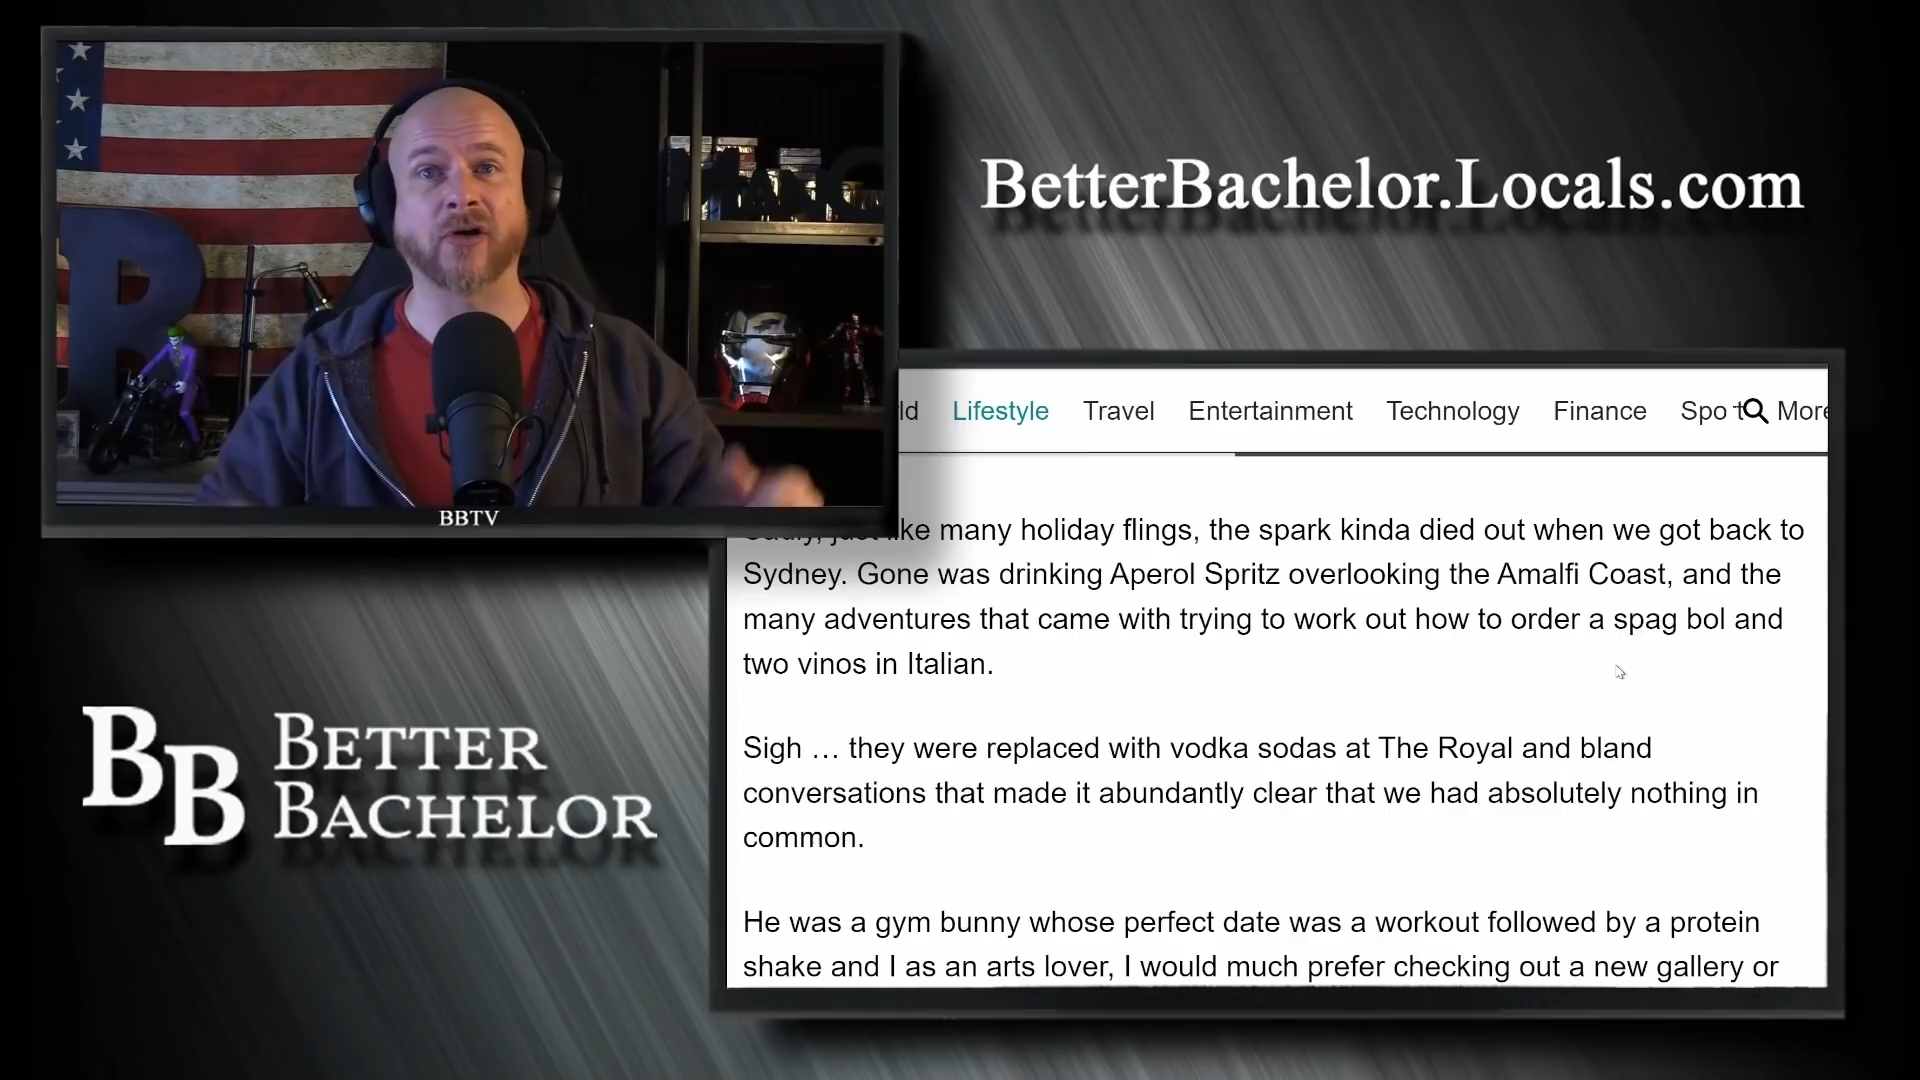 BetterBachelor.Locals.com
BBTV
ld Lifestyle Travel Entertainment Technology Finance Spo t More
Sadly, just like many holiday flings, the spark kinda died out when we got back to
Sydney. Gone was drinking Aperol Spritz overlooking the Amalfi Coast, and the
many adventures that came with trying to work out how to order a spag bol and
two vinos in Italian.
Sigh … they were replaced with vodka sodas at The Royal and bland
conversations that made it abundantly clear that we had absolutely nothing in
common.
He was a gym bunny whose perfect date was a workout followed by a protein
shake and I as an arts lover, I would much prefer checking out a new gallery or
BB
BETTER
BACHELOR